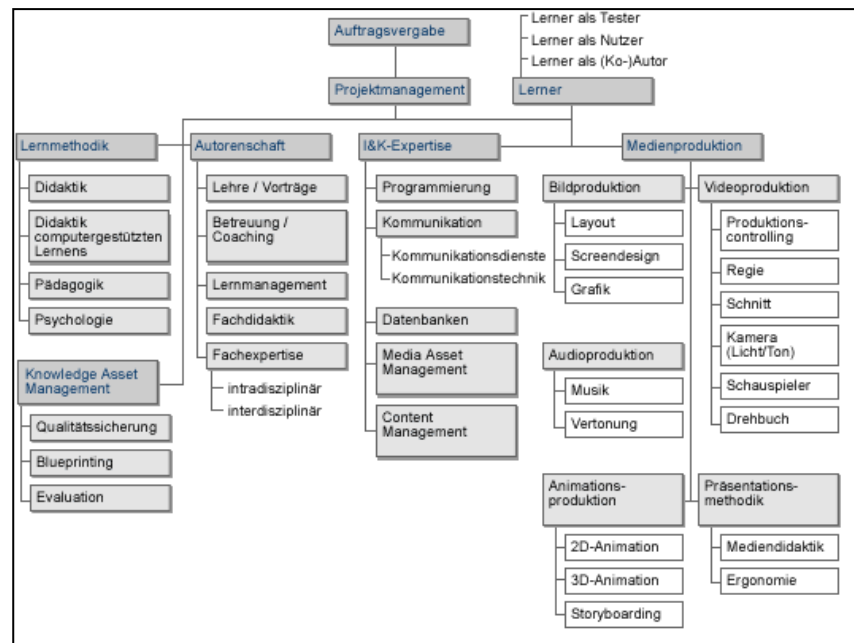 Auftragsvergabe
Projektmanagement
Lerner als Tester
Lerner als Nutzer
Lerner als (Ko-)Autor
Lerner
Lernmethodik
Didaktik
Didaktik
computergestützten
Lernens
Pädagogik
Psychologie
Knowledge Asset
Management
Qualitätssicherung
Blueprinting
Evaluation
Autorenschaft
Lehre / Vorträge
Betreuung /
Coaching
Lernmanagement
Fachdidaktik
Fachexpertise
intradisziplinär
interdisziplinär
I&K-Expertise
Programmierung
Kommunikation
Kommunikationsdienste
Kommunikationstechnik
Datenbanken
Media Asset
Management
Content
Management
Medienproduktion
Bildproduktion
Layout
Screendesign
Grafik
Audioproduktion
Musik
Vertonung
Animations-
produktion
2D-Animation
3D-Animation
Storyboarding
Videoproduktion
Produktions-
controlling
Regie
Schnitt
Kamera
(Licht/Ton)
Schauspieler
Drehbuch
Präsentations-
methodik
Mediendidaktik
Ergonomie